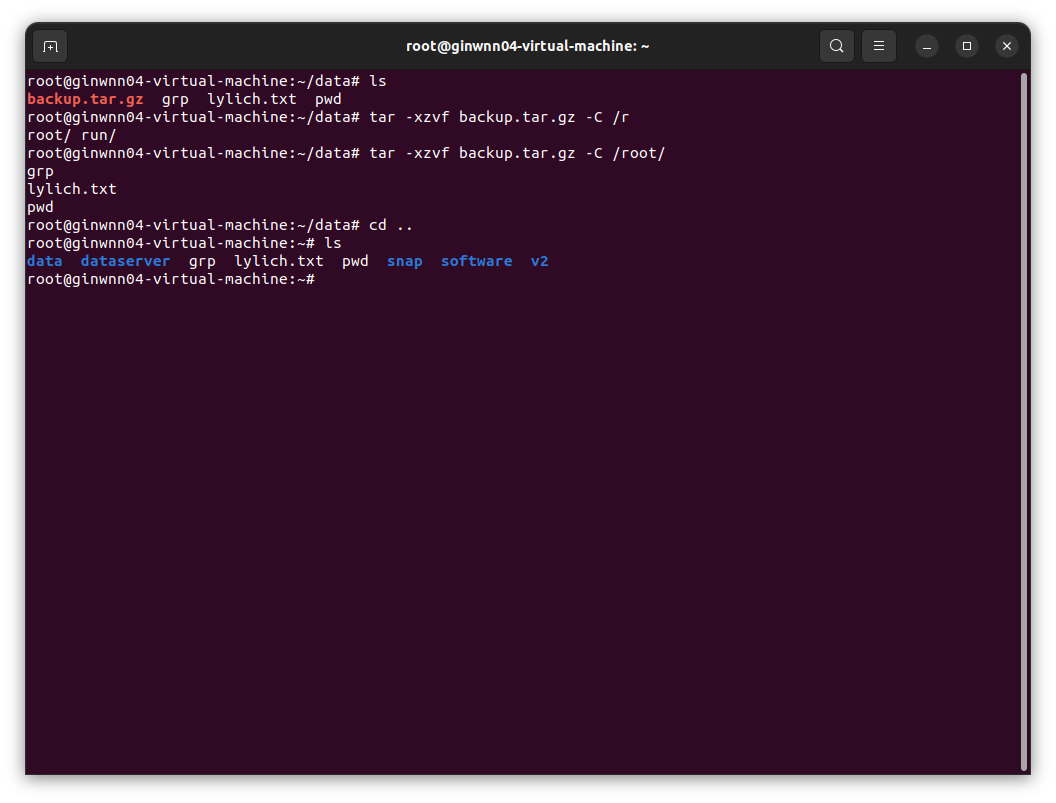 root@ginwnn04-virtual-machine: ~
root@ginwnn04-virtual-machine:~/data# ls
backup.tar.gz  grp  lylich.txt  pwd
root@ginwnn04-virtual-machine:~/data# tar -xzvf backup.tar.gz -C /r
root/ run/
root@ginwnn04-virtual-machine:~/data# tar -xzvf backup.tar.gz -C /root/
grp
lylich.txt
pwd
root@ginwnn04-virtual-machine:~/data# cd ..
root@ginwnn04-virtual-machine:~# ls
data  dataserver  grp  lylich.txt  pwd  snap  software  v2
root@ginwnn04-virtual-machine:~#